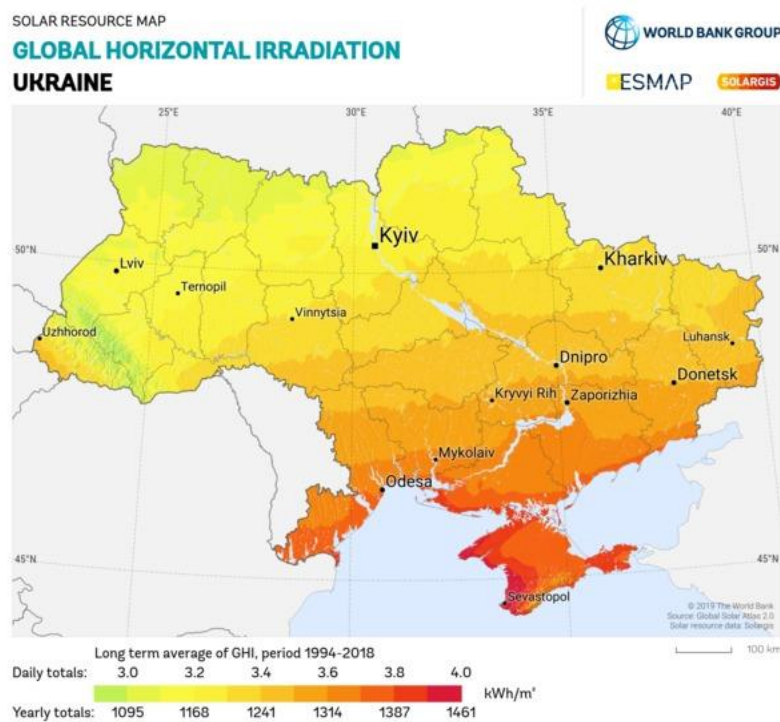 SOLAR RESOURCE MAP
GLOBAL HORIZONTAL IRRADIATION
UKRAINE
WORLD BANK GROUP
ESMAP
SOLARGIS
25°E 30°E 35°E 40°E
50°N
50°N
Kyiv
Lviv
Kharkiv
Ternopil
Vinnytsia
Uzhhorod
Luhansk
Dnipro
Donetsk
Kryvyi Rih
Zaporizhia
Mykolaiv
Odesa
45°N
45°N
Sevastopol
© 2019 The World Bank
Source: Global Solar Atlas 2.0
Solar resource data: Solargis
100 km
Long term average of GHI, period 1994-2018
Daily totals: 3.0 3.2 3.4 3.6 3.8 4.0
kWh/m²
Yearly totals: 1095 1168 1241 1314 1387 1461